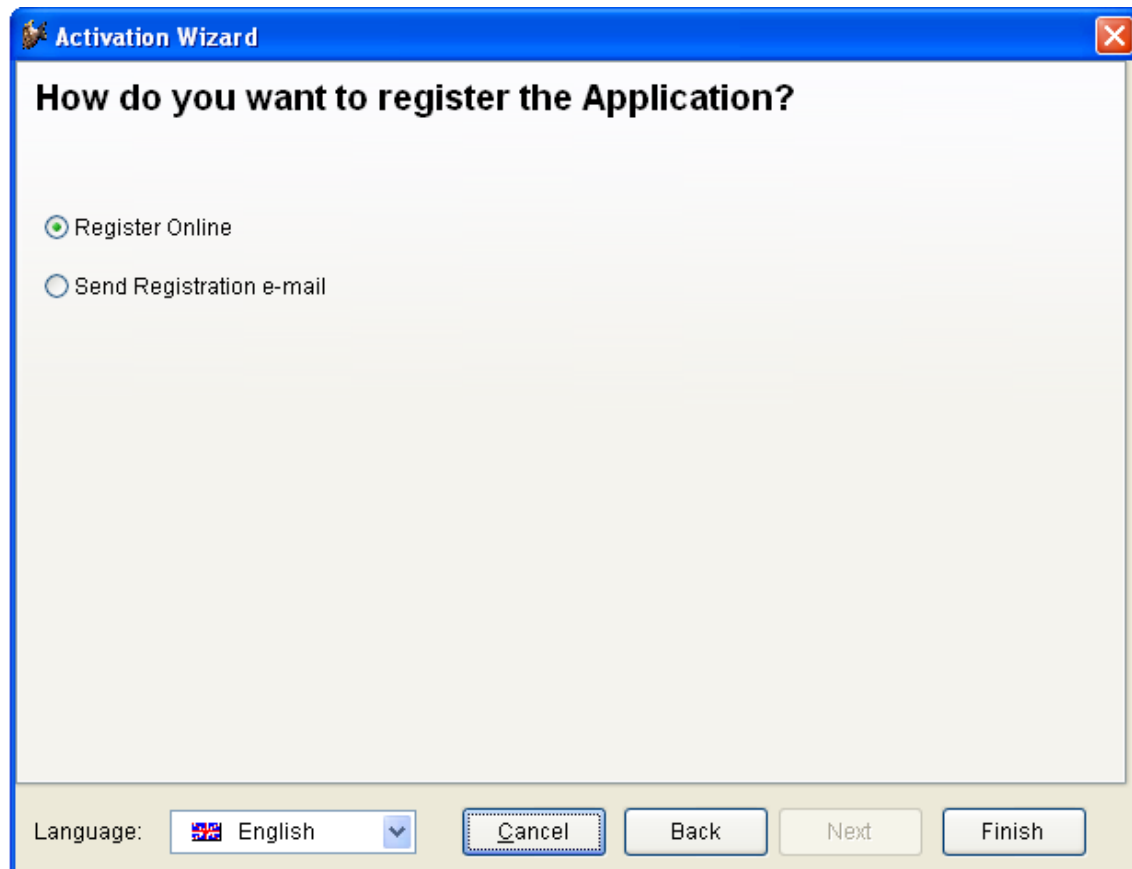 Activation Wizard
How do you want to register the Application?
Register Online
Send Registration e-mail
Language: English Cancel Back Next Finish